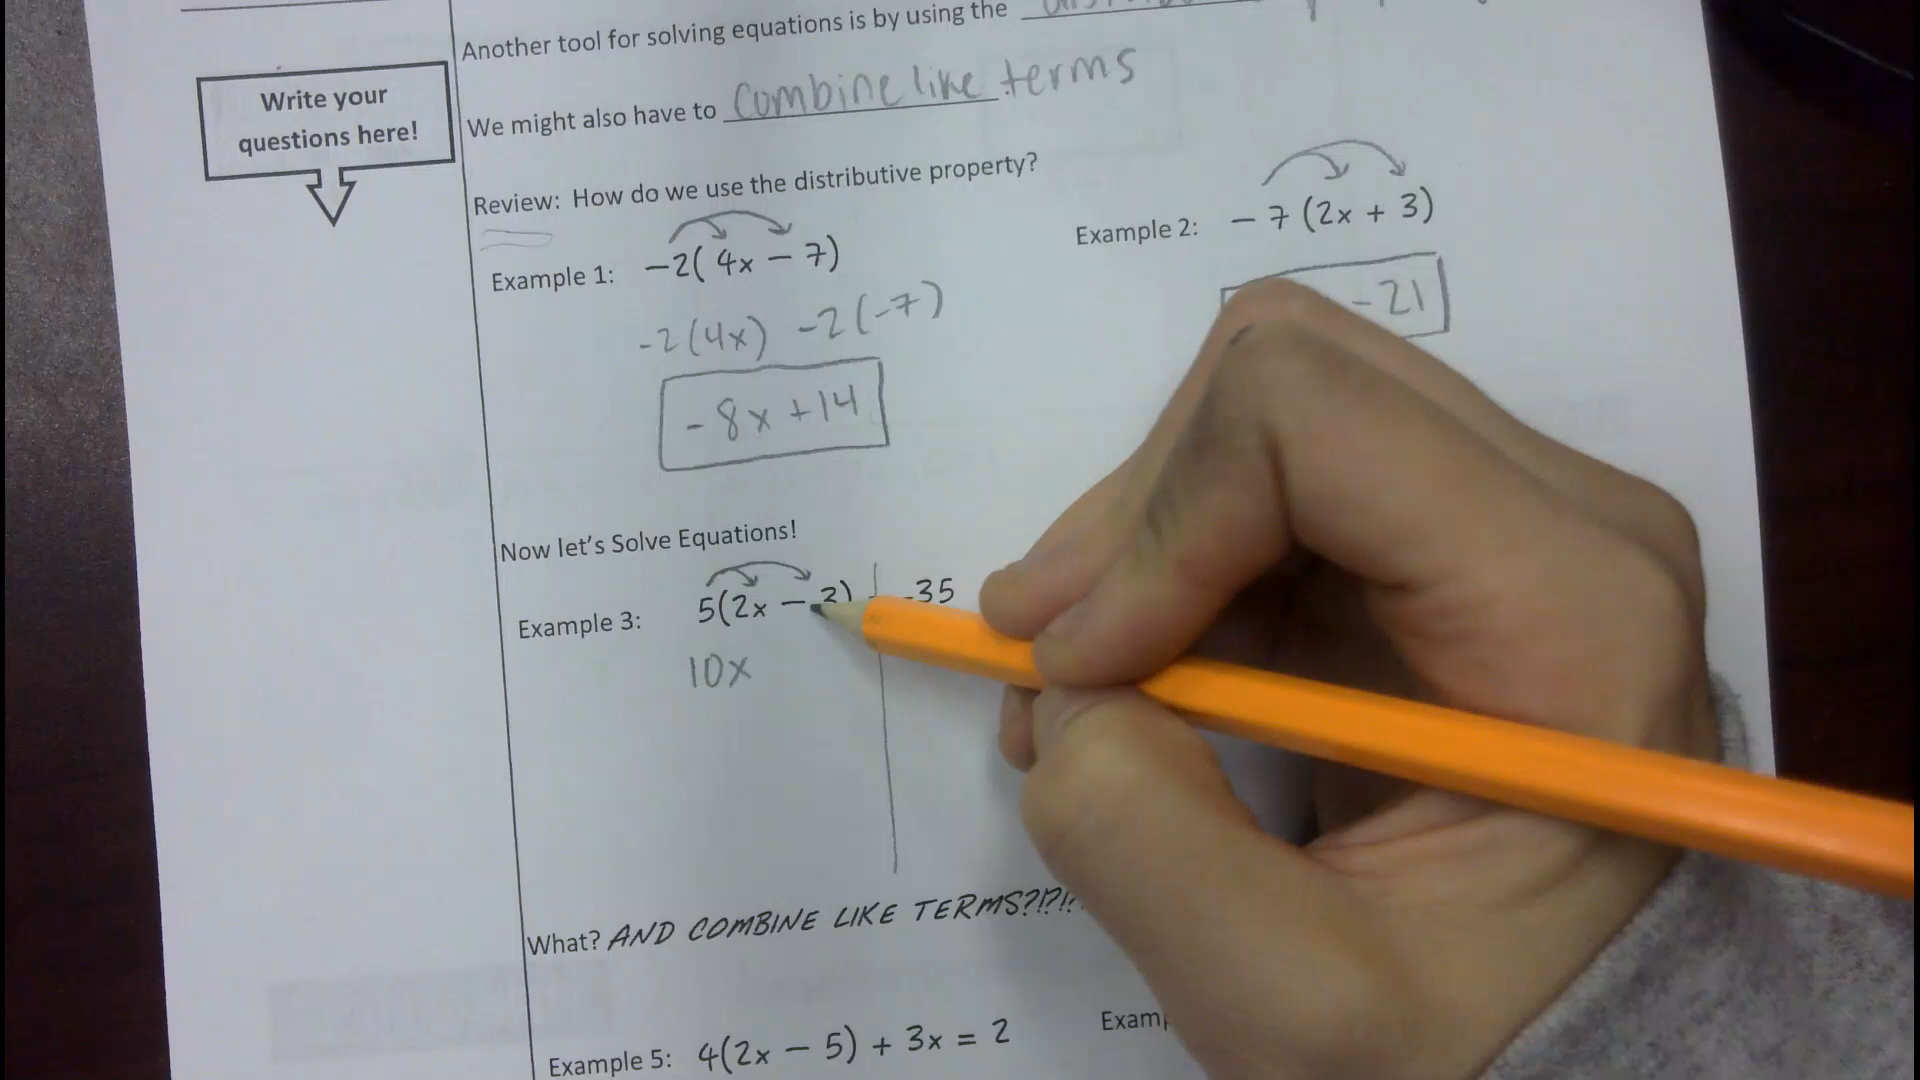 Another tool for solving equations is by using the
We might also have to combine like terms
Write your
questions here!
Review: How do we use the distributive property?
Example 1: -2(4x - 7)
-2(4x) -2(-7)
-8x +14
Example 2: -7(2x + 3)
-21
Now let's Solve Equations!
Example 3: 5(2x - 3) -35
10x
What? AND COMBINE LIKE TERMS?!?!?
Example 5: 4(2x - 5) + 3x = 2